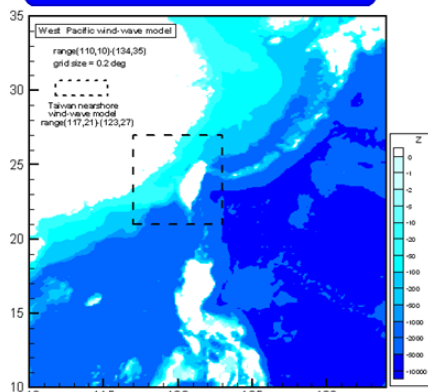 35
West Pacific wind-wave model
range(110,10)-(134,35)
grid size = 0.2 deg
30
Taiwan nearshore
wind-wave model
range(117,21)-(123,27)
25
20
15
10
Z
0
-1
-2
-5
-10
-20
-50
-100
-200
-500
-1000
-2000
-5000
-10000